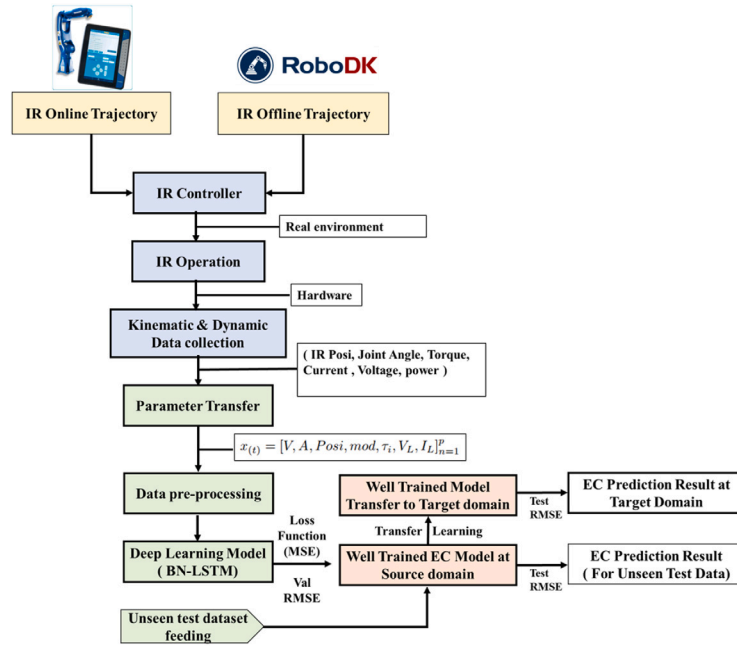 RoboDK
IR Online Trajectory
IR Offline Trajectory
IR Controller
Real environment
IR Operation
Hardware
Kinematic & Dynamic
Data collection
( IR Posi, Joint Angle, Torque,
Current , Voltage, power )
Parameter Transfer
x(t) = [V, A, Posi, mod, τi, VL, IL]pn=1
Data pre-processing
Well Trained Model
Transfer to Target domain
Test
RMSE
EC Prediction Result at
Target Domain
Loss
Function
(MSE)
Transfer Learning
Deep Learning Model
( BN-LSTM)
Val
RMSE
Well Trained EC Model at
Source domain
Test
RMSE
EC Prediction Result
( For Unseen Test Data)
Unseen test dataset
feeding